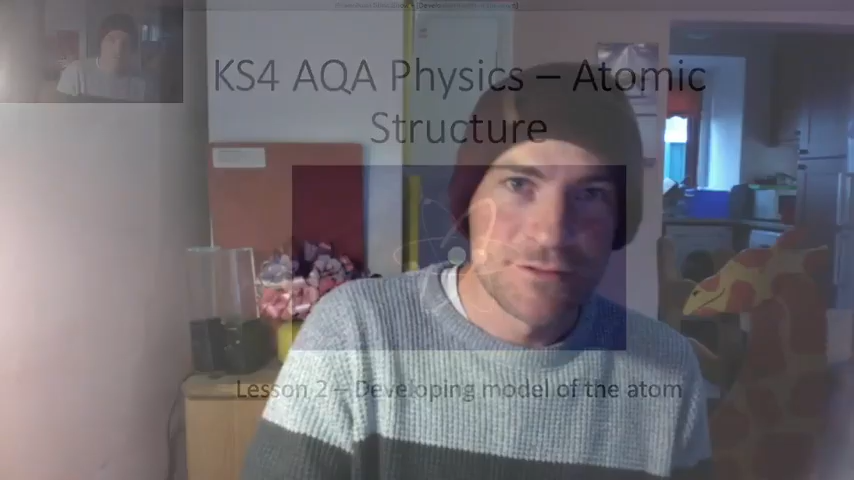 KS4 AQA Physics – Atomic
Structure
Lesson 2 – Developing model of the atom